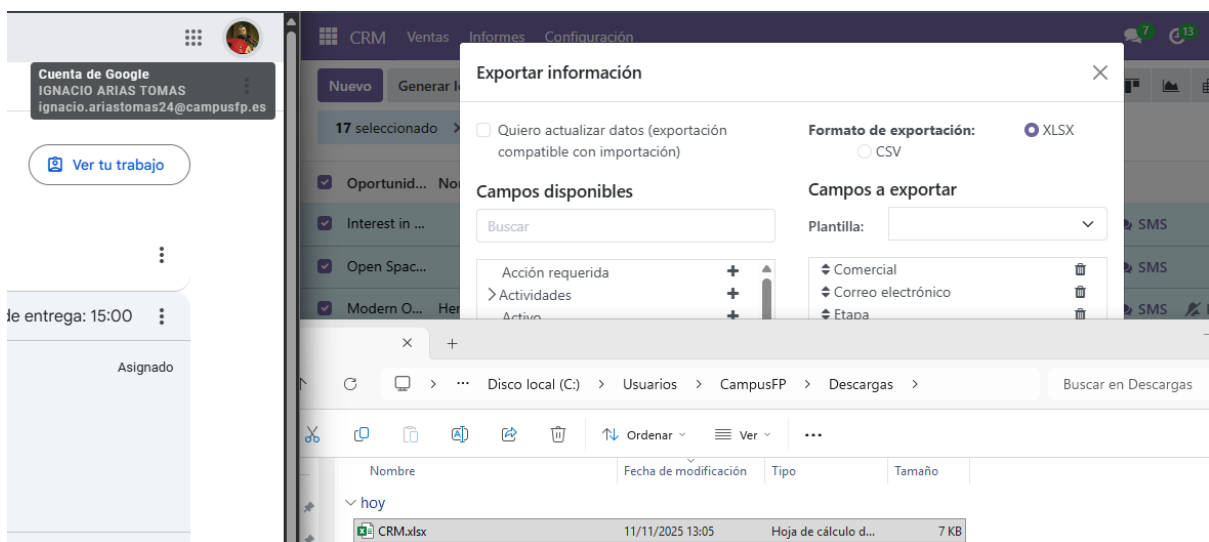 Cuenta de Google
IGNACIO ARIAS TOMAS
ignacio.ariastomas24@campusfp.es
Ver tu trabajo
de entrega: 15:00
Asignado
CRM Ventas Informes Configuración 7 13
Nuevo Generar
17 seleccionado
Oportunid...
Interest in ...
Open Spac...
Modern O... Her
SMS
SMS
SMS
Exportar información
Quiero actualizar datos (exportación
compatible con importación)
Formato de exportación: XLSX
CSV
Campos disponibles
Buscar
Acción requerida
Actividades
Activo
Campos a exportar
Plantilla:
Comercial
Correo electrónico
Etapa
Disco local (C:) > Usuarios > CampusFP > Descargas >
Buscar en Descargas
Ordenar Ver ...
Nombre Fecha de modificación Tipo Tamaño
hoy
CRM.xlsx 11/11/2025 13:05 Hoja de cálculo d... 7 KB